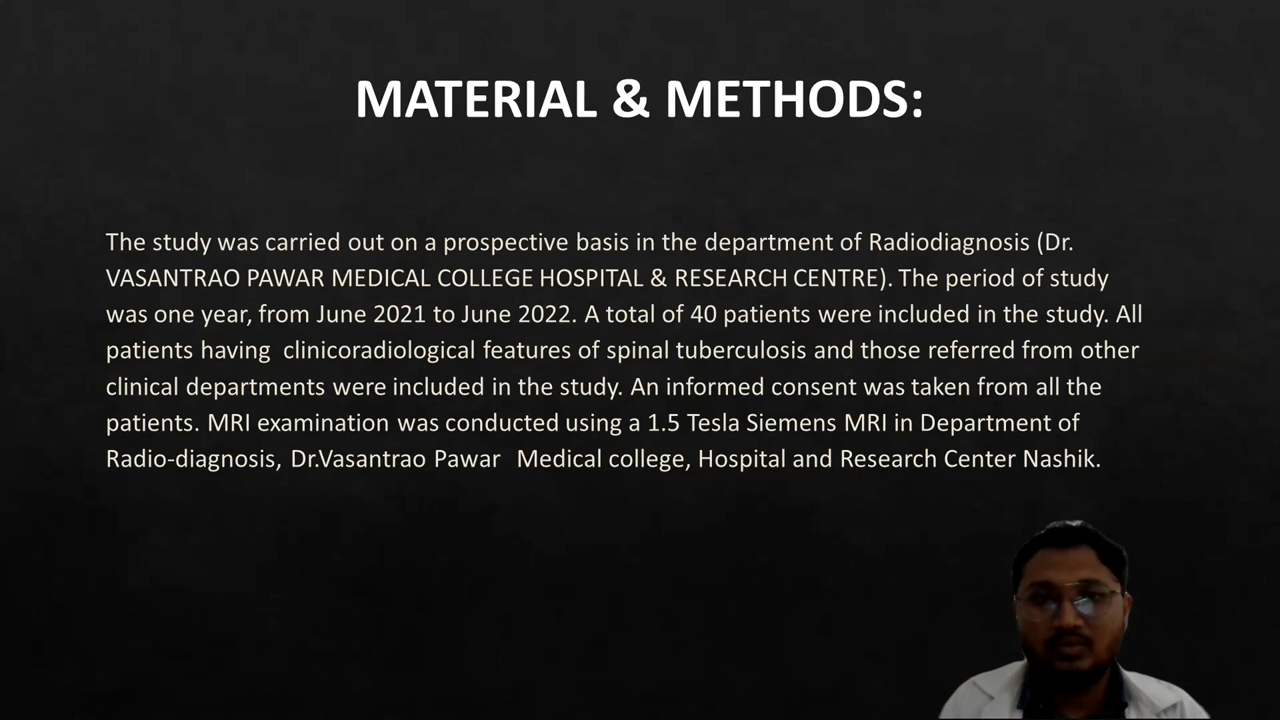 MATERIAL & METHODS:
The study was carried out on a prospective basis in the department of Radiodiagnosis (Dr.
VASANTRAO PAWAR MEDICAL COLLEGE HOSPITAL & RESEARCH CENTRE). The period of study
was one year, from June 2021 to June 2022. A total of 40 patients were included in the study. All
patients having  clinicoradiological features of spinal tuberculosis and those referred from other
clinical departments were included in the study. An informed consent was taken from all the
patients. MRI examination was conducted using a 1.5 Tesla Siemens MRI in Department of
Radio-diagnosis, Dr.Vasantrao Pawar  Medical college, Hospital and Research Center Nashik.